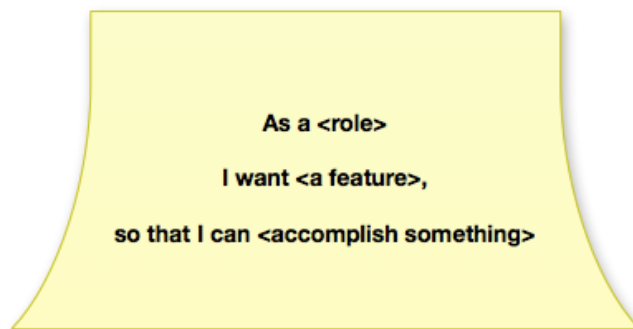 As a <role>
I want <a feature>,
so that I can <accomplish something>